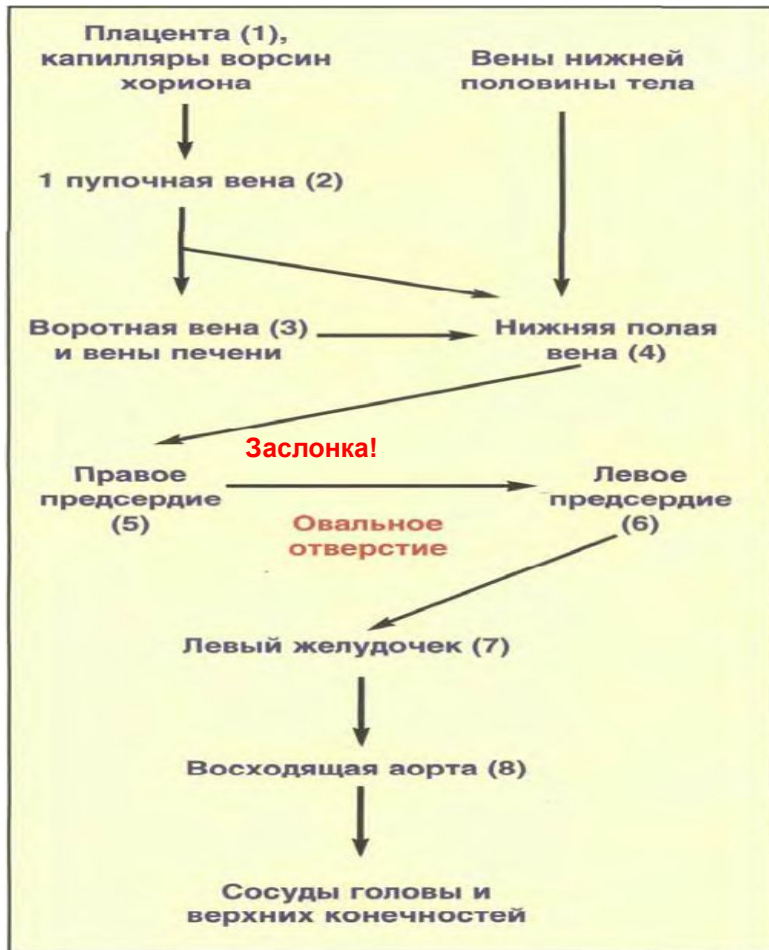 Плацента (1),
капилляры ворсин
хориона
Вены нижней
половины тела
1 пупочная вена (2)
Воротная вена (3)
и вены печени
Нижняя полая
вена (4)
Заслонка!
Правое
предсердие
(5)
Левое
предсердие
(6)
Овальное
отверстие
Левый желудочек (7)
Восходящая аорта (8)
Сосуды головы и
верхних конечностей